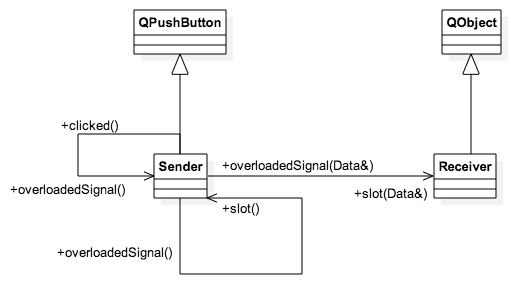 QPushButton
QObject
+clicked()
Sender
+overloadedSignal(Data&)
Receiver
+overloadedSignal()
+slot()
+slot(Data&)
+overloadedSignal()